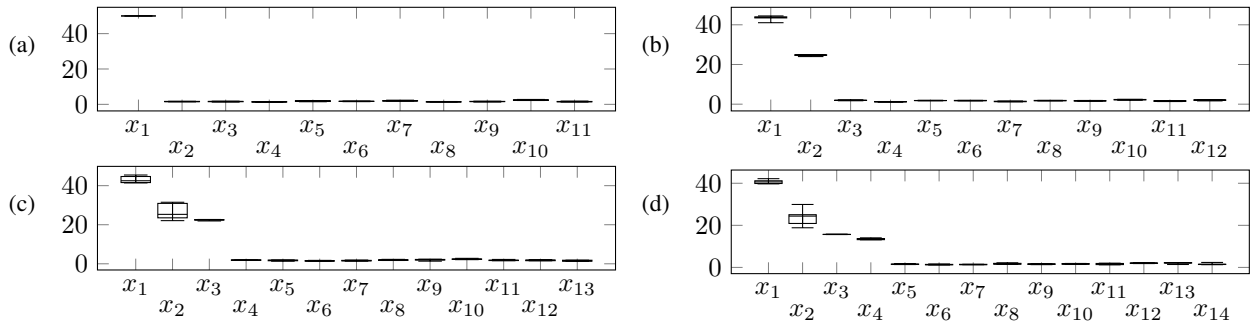 (a)
40
20
0
x1 x3 x5 x7 x9 x11
x2 x4 x6 x8 x10
(b)
40
20
0
x1 x3 x5 x7 x9 x11
x2 x4 x6 x8 x10 x12
(c)
40
20
0
x1 x3 x5 x7 x9 x11 x13
x2 x4 x6 x8 x10 x12
(d)
40
20
0
x1 x3 x5 x7 x9 x11 x13
x2 x4 x6 x8 x10 x12 x14